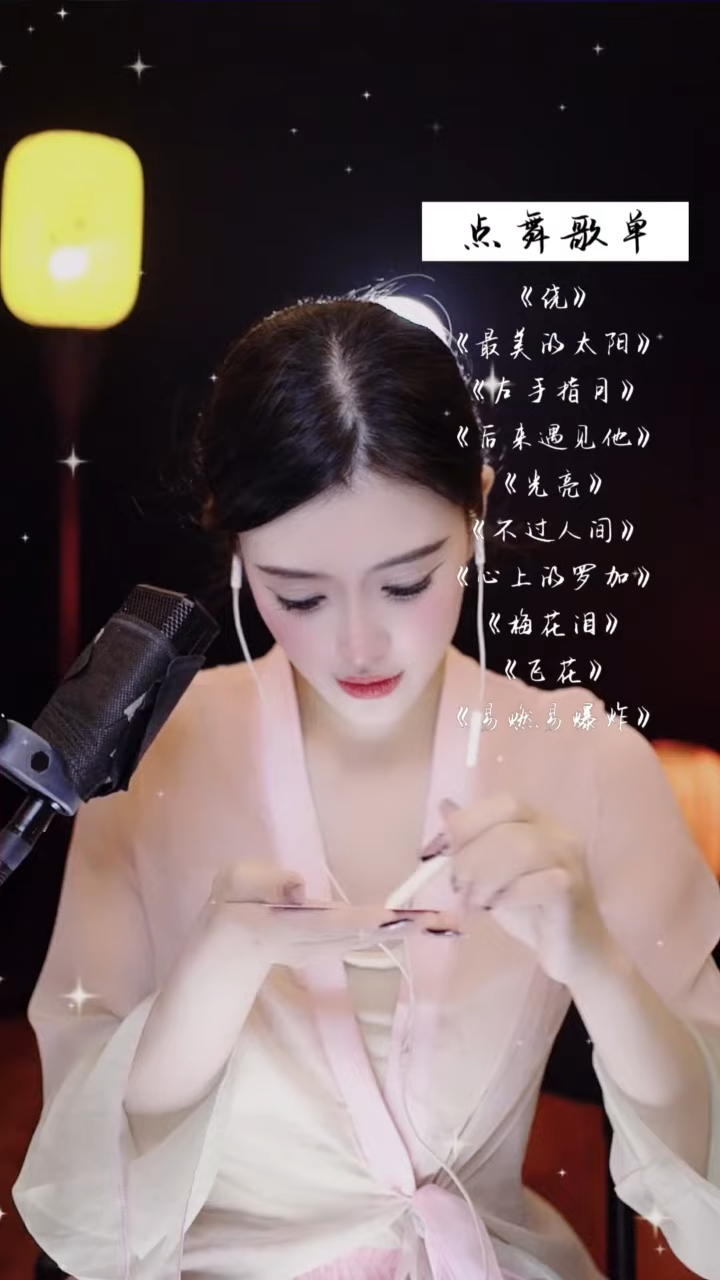 点舞歌单
《绕》
《最美的太阳》
《左手指月》
《后来遇见他》
《光亮》
《不过人间》
《心上的罗加》
《梅花泪》
《飞花》
《易燃易爆炸》